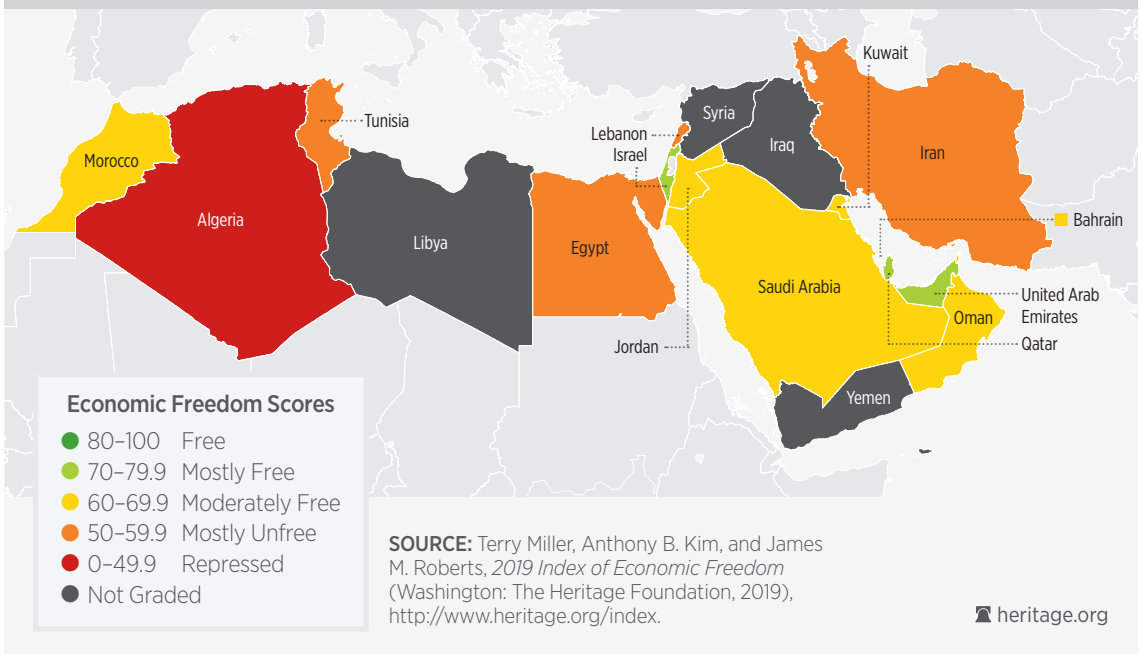 Kuwait
Syria
Tunisia
Lebanon
Israel
Morocco
Iraq
Iran
Algeria
Bahrain
Libya
Egypt
Saudi Arabia
United Arab
Emirates
Oman
Jordan
Qatar
Yemen
Economic Freedom Scores
80–100 Free
70–79.9 Mostly Free
60–69.9 Moderately Free
50–59.9 Mostly Unfree
0–49.9 Repressed
Not Graded
SOURCE: Terry Miller, Anthony B. Kim, and James
M. Roberts, 2019 Index of Economic Freedom
(Washington: The Heritage Foundation, 2019),
http://www.heritage.org/index.
heritage.org